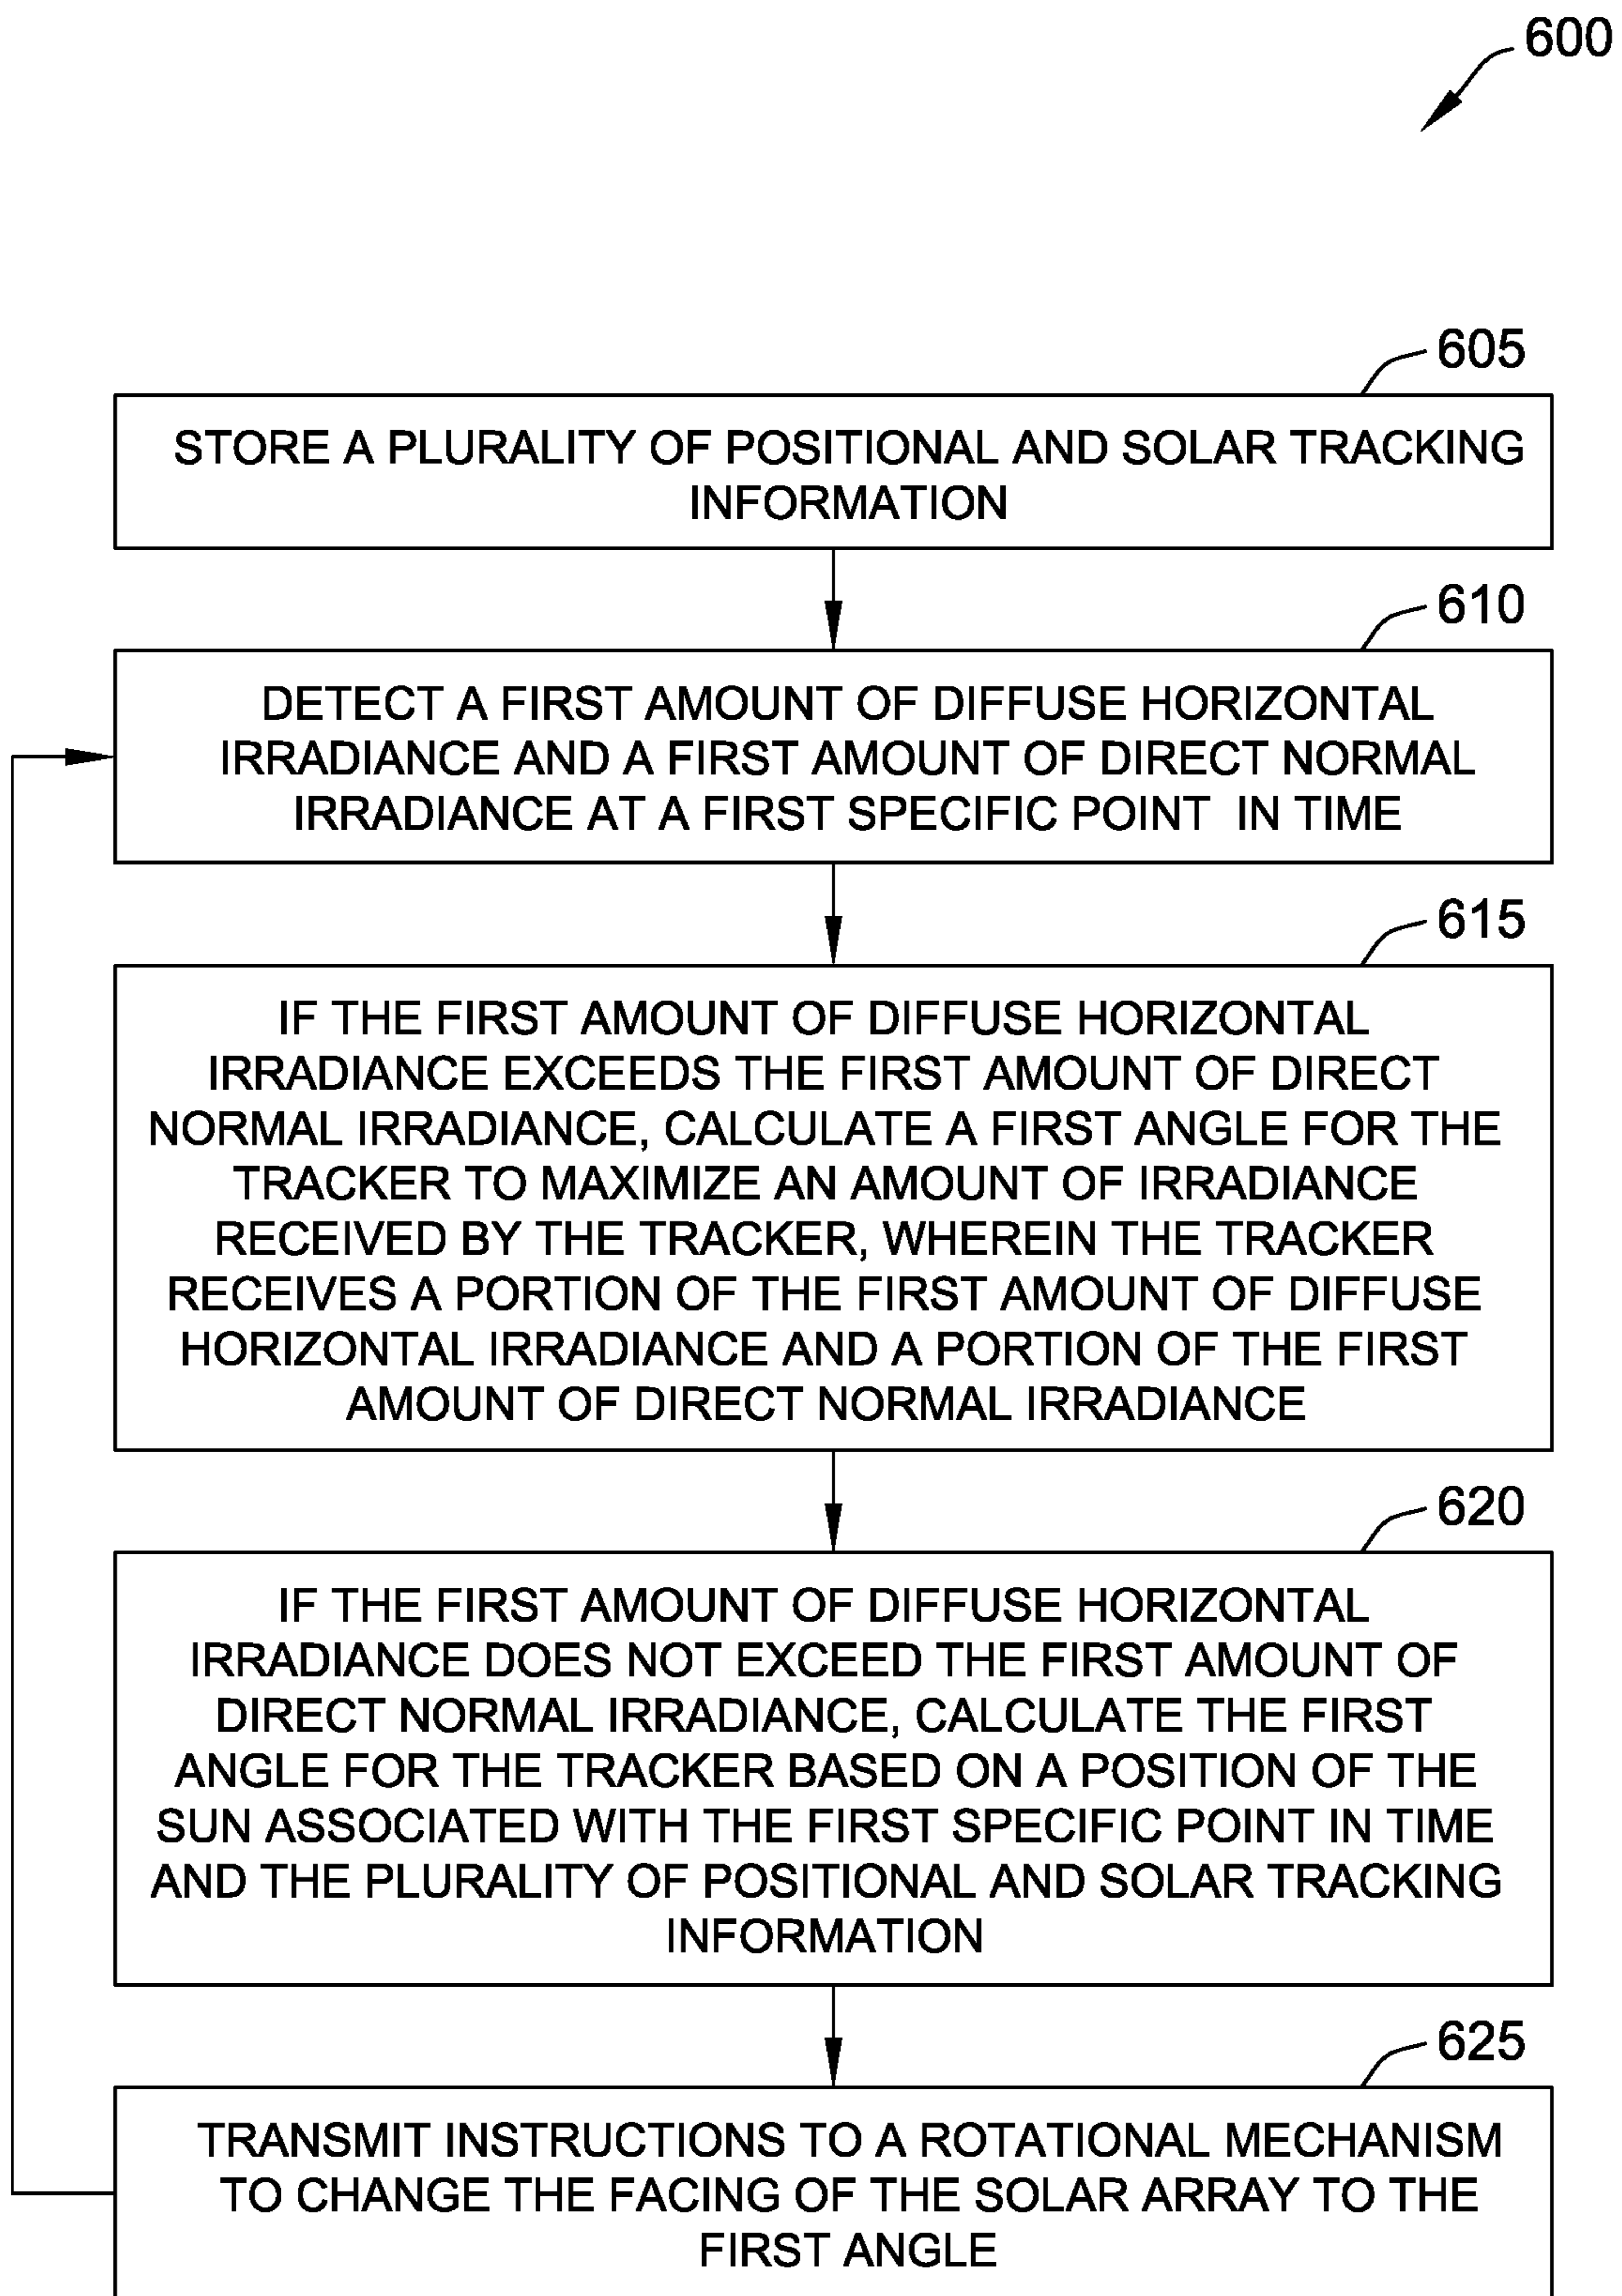 600
605
STORE A PLURALITY OF POSITIONAL AND SOLAR TRACKING
INFORMATION
610
DETECT A FIRST AMOUNT OF DIFFUSE HORIZONTAL
IRRADIANCE AND A FIRST AMOUNT OF DIRECT NORMAL
IRRADIANCE AT A FIRST SPECIFIC POINT IN TIME
615
IF THE FIRST AMOUNT OF DIFFUSE HORIZONTAL
IRRADIANCE EXCEEDS THE FIRST AMOUNT OF DIRECT
NORMAL IRRADIANCE, CALCULATE A FIRST ANGLE FOR THE
TRACKER TO MAXIMIZE AN AMOUNT OF IRRADIANCE
RECEIVED BY THE TRACKER, WHEREIN THE TRACKER
RECEIVES A PORTION OF THE FIRST AMOUNT OF DIFFUSE
HORIZONTAL IRRADIANCE AND A PORTION OF THE FIRST
AMOUNT OF DIRECT NORMAL IRRADIANCE
620
IF THE FIRST AMOUNT OF DIFFUSE HORIZONTAL
IRRADIANCE DOES NOT EXCEED THE FIRST AMOUNT OF
DIRECT NORMAL IRRADIANCE, CALCULATE THE FIRST
ANGLE FOR THE TRACKER BASED ON A POSITION OF THE
SUN ASSOCIATED WITH THE FIRST SPECIFIC POINT IN TIME
AND THE PLURALITY OF POSITIONAL AND SOLAR TRACKING
INFORMATION
625
TRANSMIT INSTRUCTIONS TO A ROTATIONAL MECHANISM
TO CHANGE THE FACING OF THE SOLAR ARRAY TO THE
FIRST ANGLE